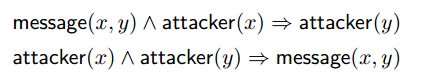 message(x, y) ∧ attacker(x) ⇒ attacker(y)
attacker(x) ∧ attacker(y) ⇒ message(x, y)